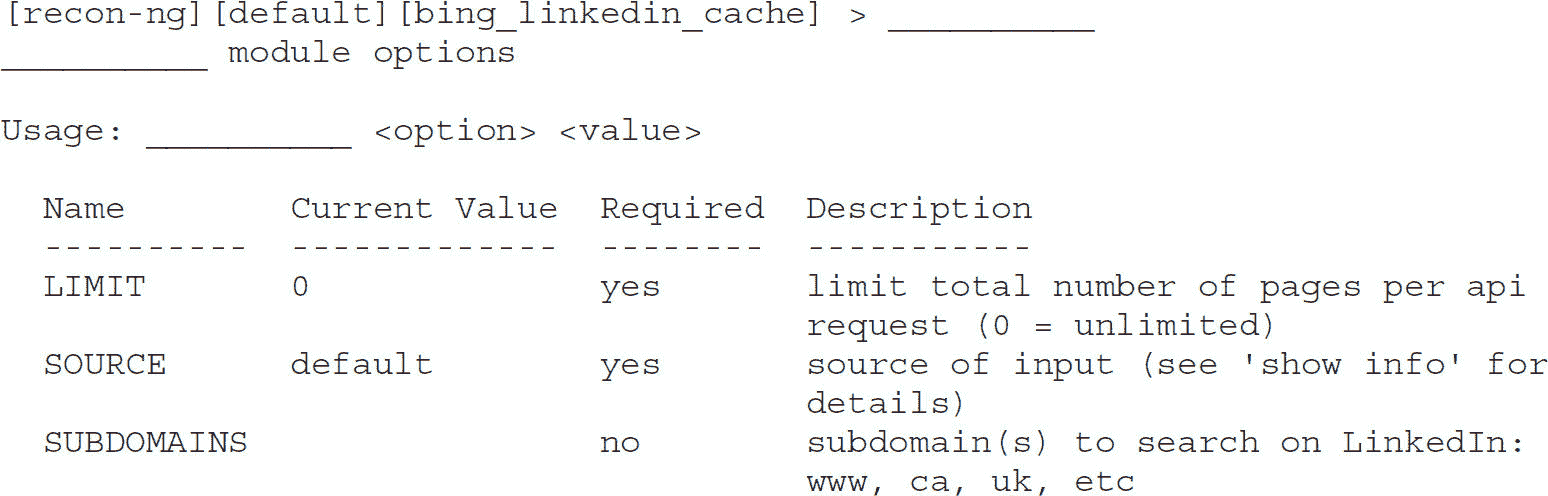 [recon-ng][default][bing_linkedin_cache] > __________
__________ module options
Usage: __________ <option> <value>
Name Current Value Required Description
---------- ------------- -------- -----------
LIMIT 0 yes limit total number of pages per api
request (0 = unlimited)
SOURCE default yes source of input (see 'show info' for
details)
SUBDOMAINS no subdomain(s) to search on LinkedIn:
www, ca, uk, etc